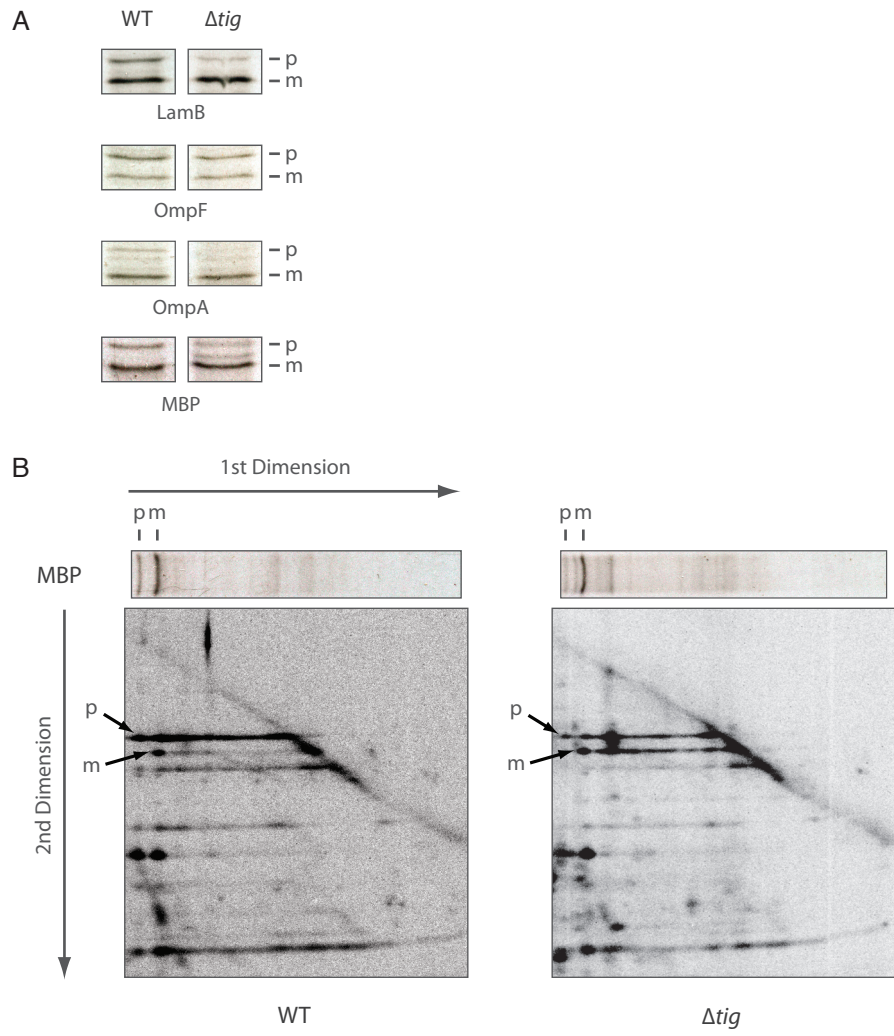 A
WT Δtig
– p
– m
LamB
– p
– m
OmpF
– p
– m
OmpA
– p
– m
MBP
B
1st Dimension
p m
p m
MBP
2nd Dimension
p
m
p
m
WT
Δtig